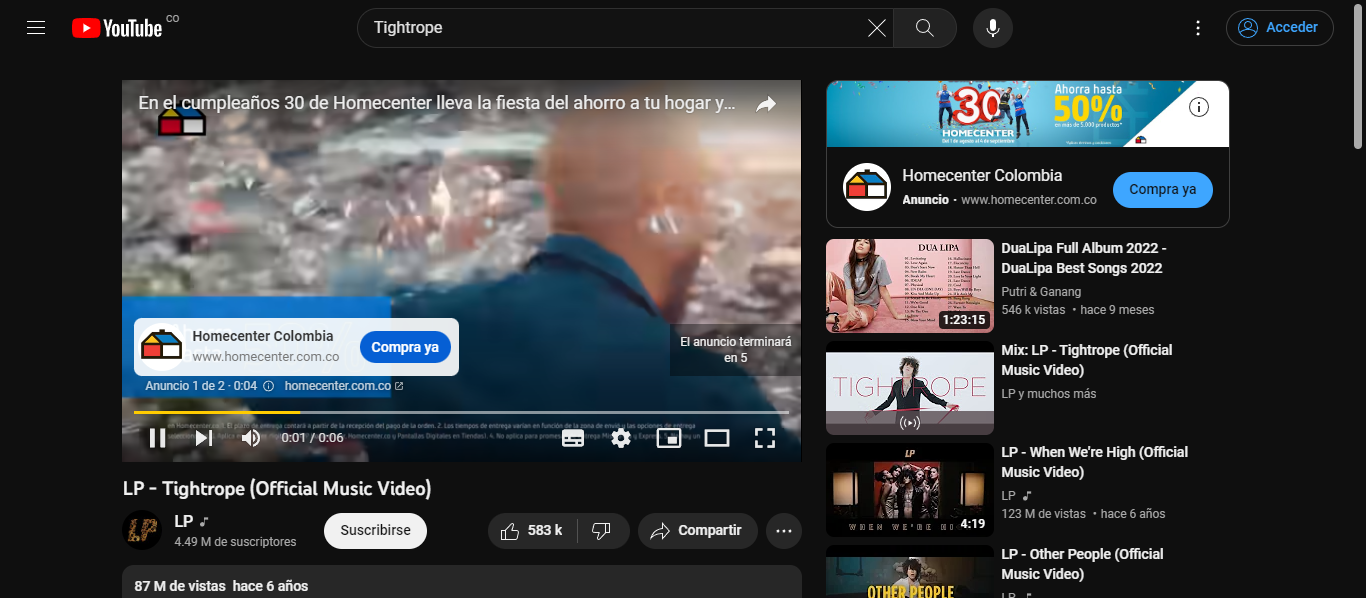 YouTube CO
Tightrope
Acceder
En el cumpleaños 30 de Homecenter lleva la fiesta del ahorro a tu hogar y...
Homecenter Colombia
www.homecenter.com.co
Compra ya
El anuncio terminará
en 5
Anuncio 1 de 2 · 0:04
homecenter.com.co
0:01 / 0:06
LP - Tightrope (Official Music Video)
LP
4.49 M de suscriptores
Suscribirse
583 k
Compartir
87 M de vistas hace 6 años
30
HOMECENTER
Ahorra hasta
50%
en más de 5.000 productos*
Homecenter Colombia
Anuncio · www.homecenter.com.co
Compra ya
DUA LIPA
1:23:15
DuaLipa Full Album 2022 -
DuaLipa Best Songs 2022
Putri & Ganang
546 k vistas • hace 9 meses
TIGHTROPE
Mix: LP - Tightrope (Official
Music Video)
LP y muchos más
LP
4:19
LP - When We're High (Official
Music Video)
LP
123 M de vistas • hace 6 años
OTHER PEOPLE
LP - Other People (Official
Music Video)
LP